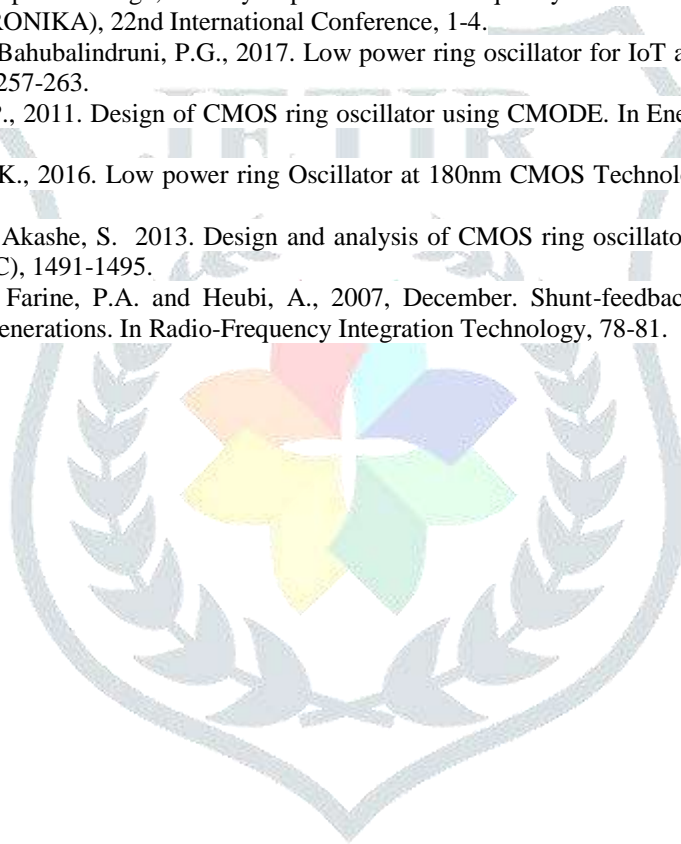 RONIKA), 22nd International Conference, 1-4.
Bahubalindruni, P.G., 2017. Low power ring oscillator for IoT a
257-263.
P., 2011. Design of CMOS ring oscillator using CMODE. In Ene
K., 2016. Low power ring Oscillator at 180nm CMOS Technol
Akashe, S. 2013. Design and analysis of CMOS ring oscillato
C), 1491-1495.
Farine, P.A. and Heubi, A., 2007, December. Shunt-feedbac
enerations. In Radio-Frequency Integration Technology, 78-81.
JETIR